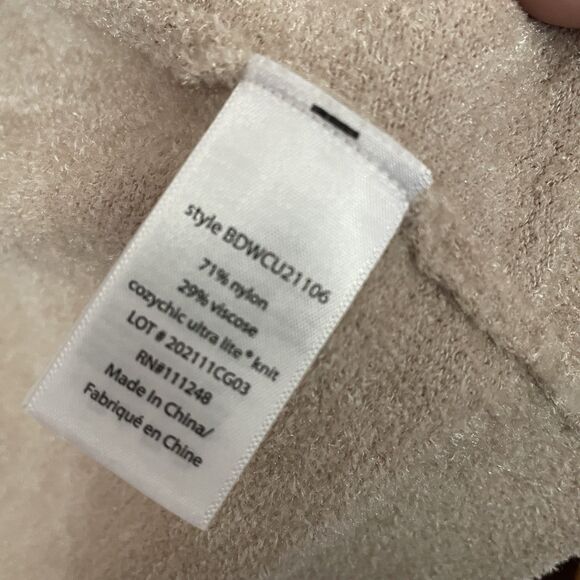 style BDWCU21106
71% nylon
29% viscose
cozychic ultra lite® knit
LOT # 202111CG03
RN#111248
Made In China/
Fabriqué en Chine